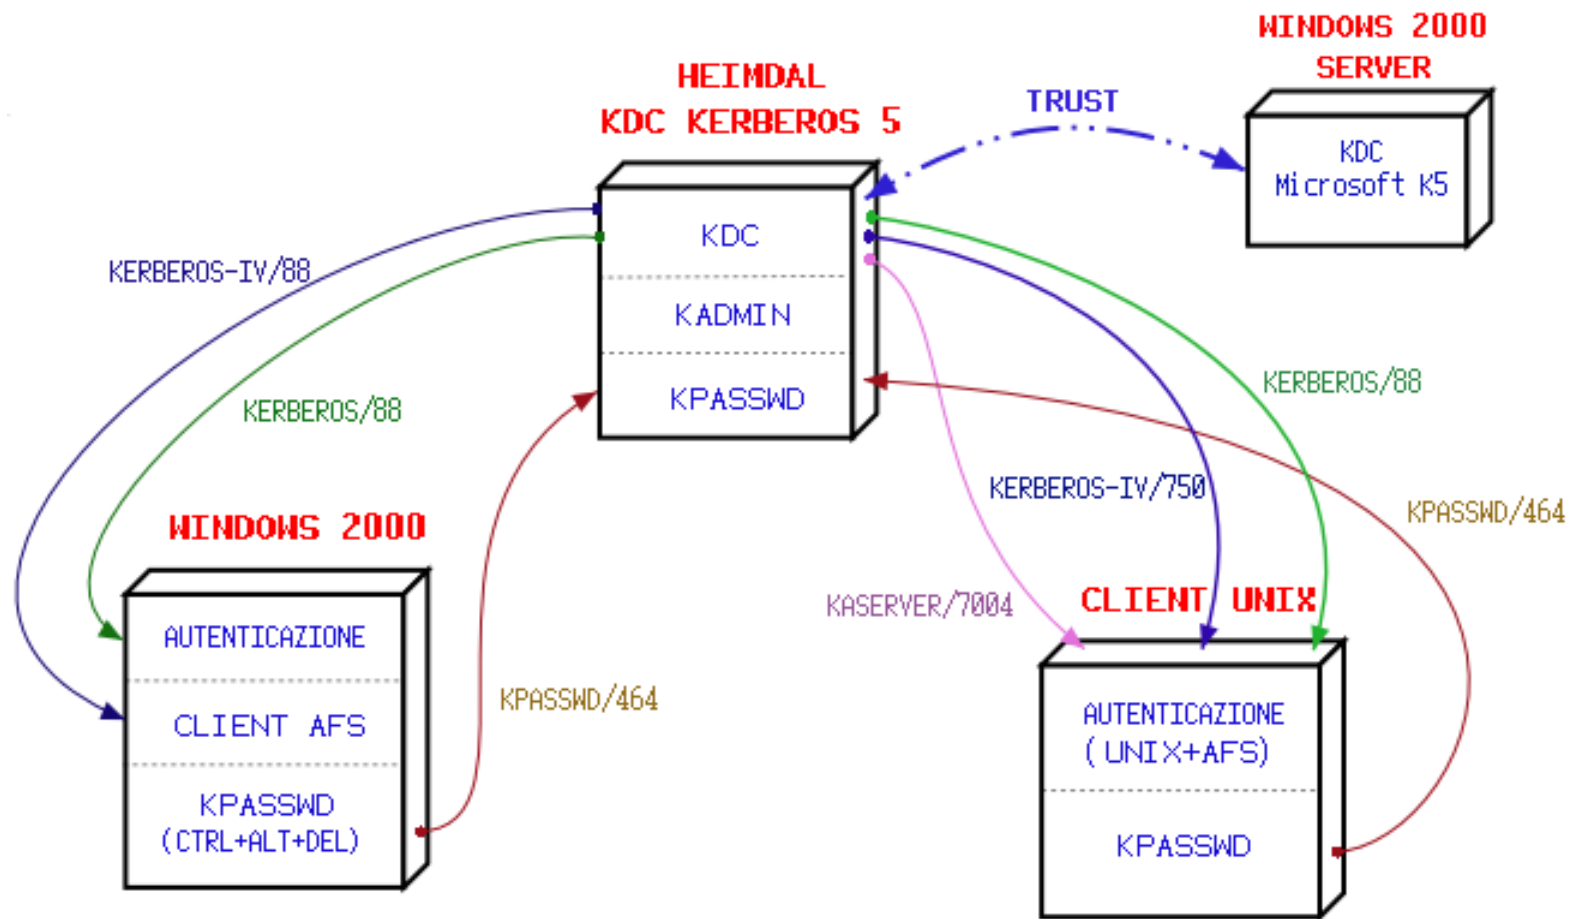 WINDOWS 2000
SERVER
HEIMDAL
KDC KERBEROS 5
TRUST
KDC
Microsoft K5
KDC
KADMIN
KPASSWD
KERBEROS-IV/88
KERBEROS/88
KERBEROS/88
KERBEROS-IV/750
KPASSWD/464
KASERVER/7004
WINDOWS 2000
AUTENTICAZIONE
CLIENT AFS
KPASSWD
(CTRL+ALT+DEL)
KPASSWD/464
CLIENT UNIX
AUTENTICAZIONE
(UNIX+AFS)
KPASSWD